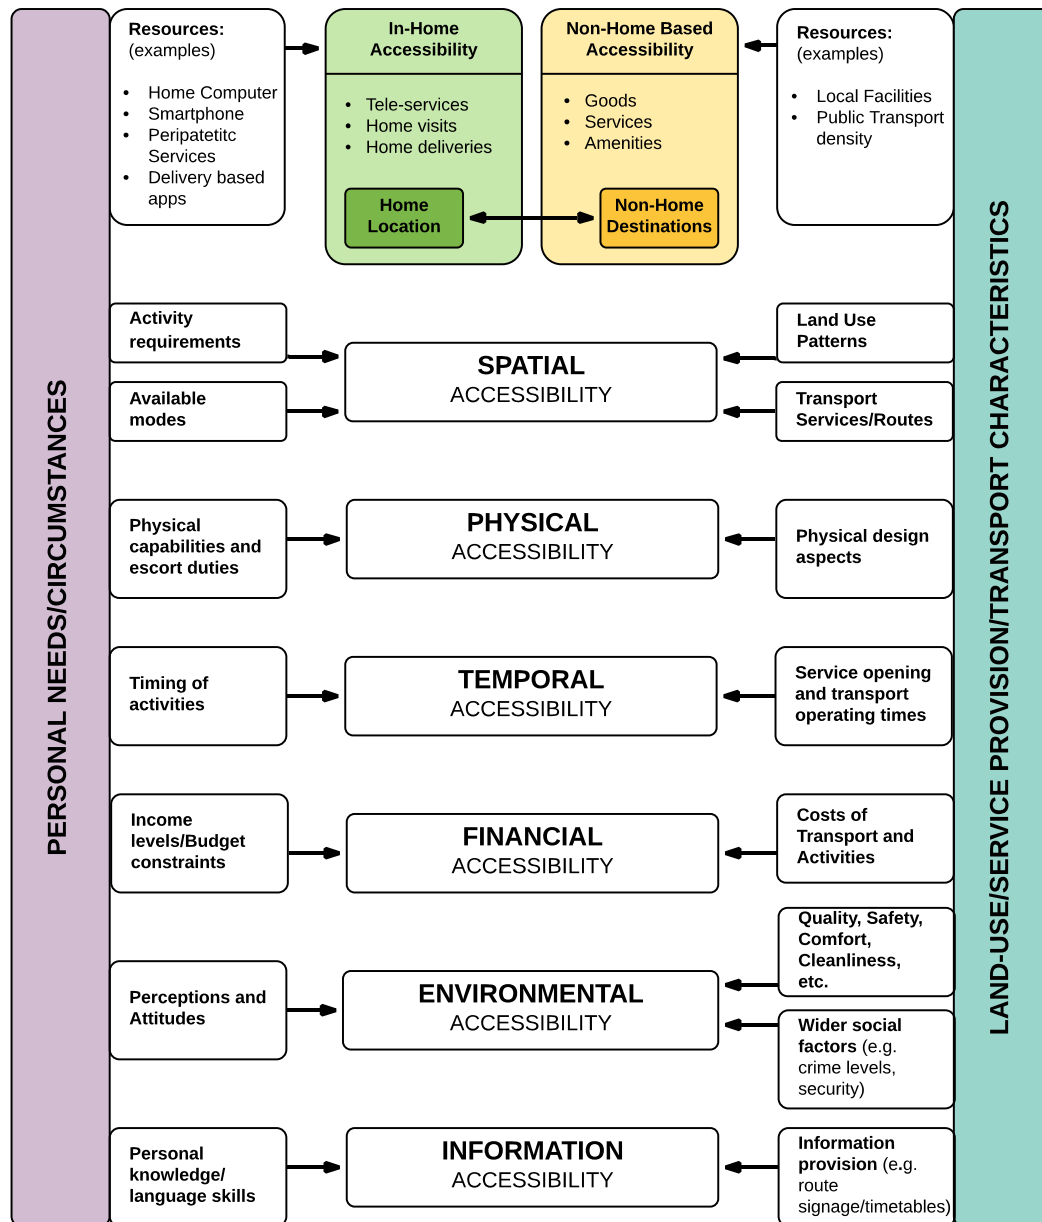 PERSONAL NEEDS/CIRCUMSTANCES
Resources:
(examples)
• Home Computer
• Smartphone
• Peripatetitc
Services
• Delivery based
apps
In-Home
Accessibility
• Tele-services
• Home visits
• Home deliveries
Home
Location
Non-Home Based
Accessibility
• Goods
• Services
• Amenities
Non-Home
Destinations
Resources:
(examples)
• Local Facilities
• Public Transport
density
LAND-USE/SERVICE PROVISION/TRANSPORT CHARACTERISTICS
Activity
requirements
Available
modes
SPATIAL
ACCESSIBILITY
Land Use
Patterns
Transport
Services/Routes
Physical
capabilities and
escort duties
PHYSICAL
ACCESSIBILITY
Physical design
aspects
Timing of
activities
TEMPORAL
ACCESSIBILITY
Service opening
and transport
operating times
Income
levels/Budget
constraints
FINANCIAL
ACCESSIBILITY
Costs of
Transport and
Activities
Perceptions and
Attitudes
ENVIRONMENTAL
ACCESSIBILITY
Quality, Safety,
Comfort,
Cleanliness,
etc.
Wider social
factors (e.g.
crime levels,
security)
Personal
knowledge/
language skills
INFORMATION
ACCESSIBILITY
Information
provision (e.g.
route
signage/timetables)